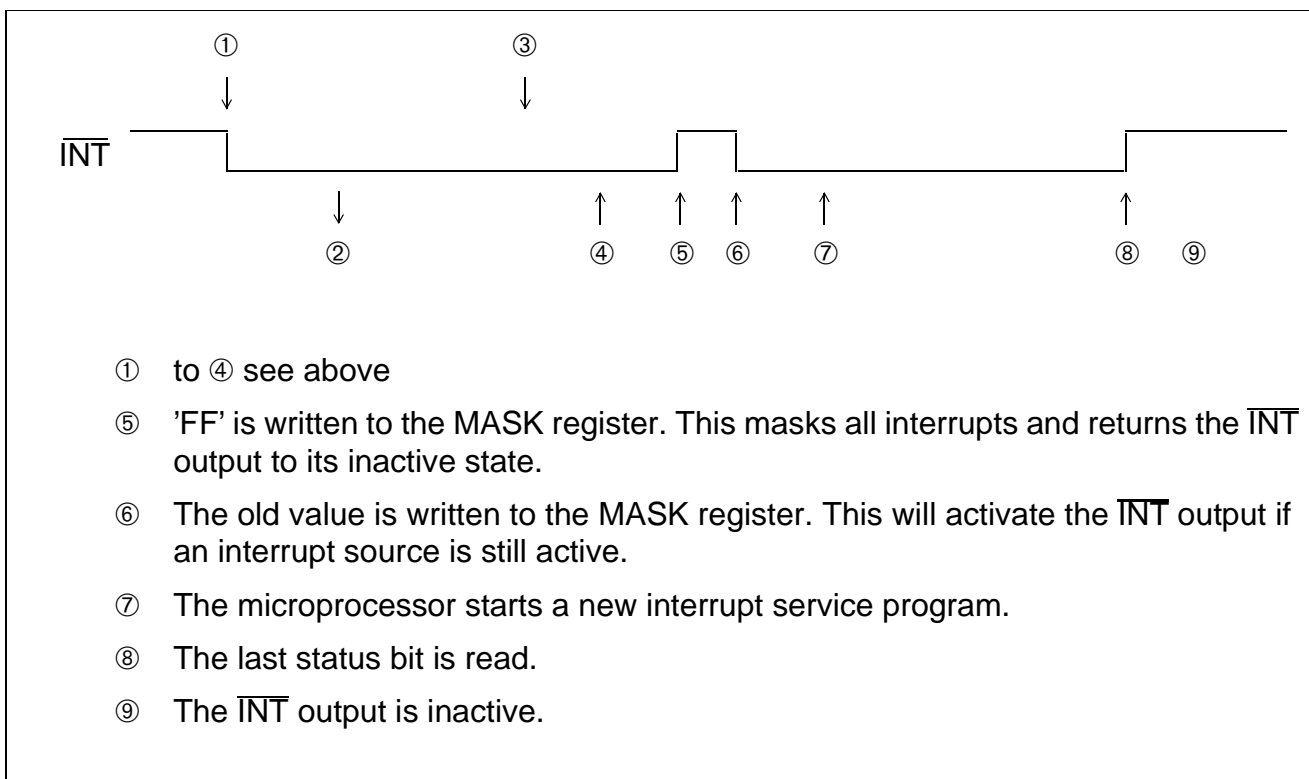 ① ③
INT
② ④ ⑤ ⑥ ⑦ ⑧ ⑨
① to ④ see above
⑤ ’FF’ is written to the MASK register. This masks all interrupts and returns the INT
output to its inactive state.
⑥ The old value is written to the MASK register. This will activate the INT output if
an interrupt source is still active.
⑦ The microprocessor starts a new interrupt service program.
⑧ The last status bit is read.
⑨ The INT output is inactive.